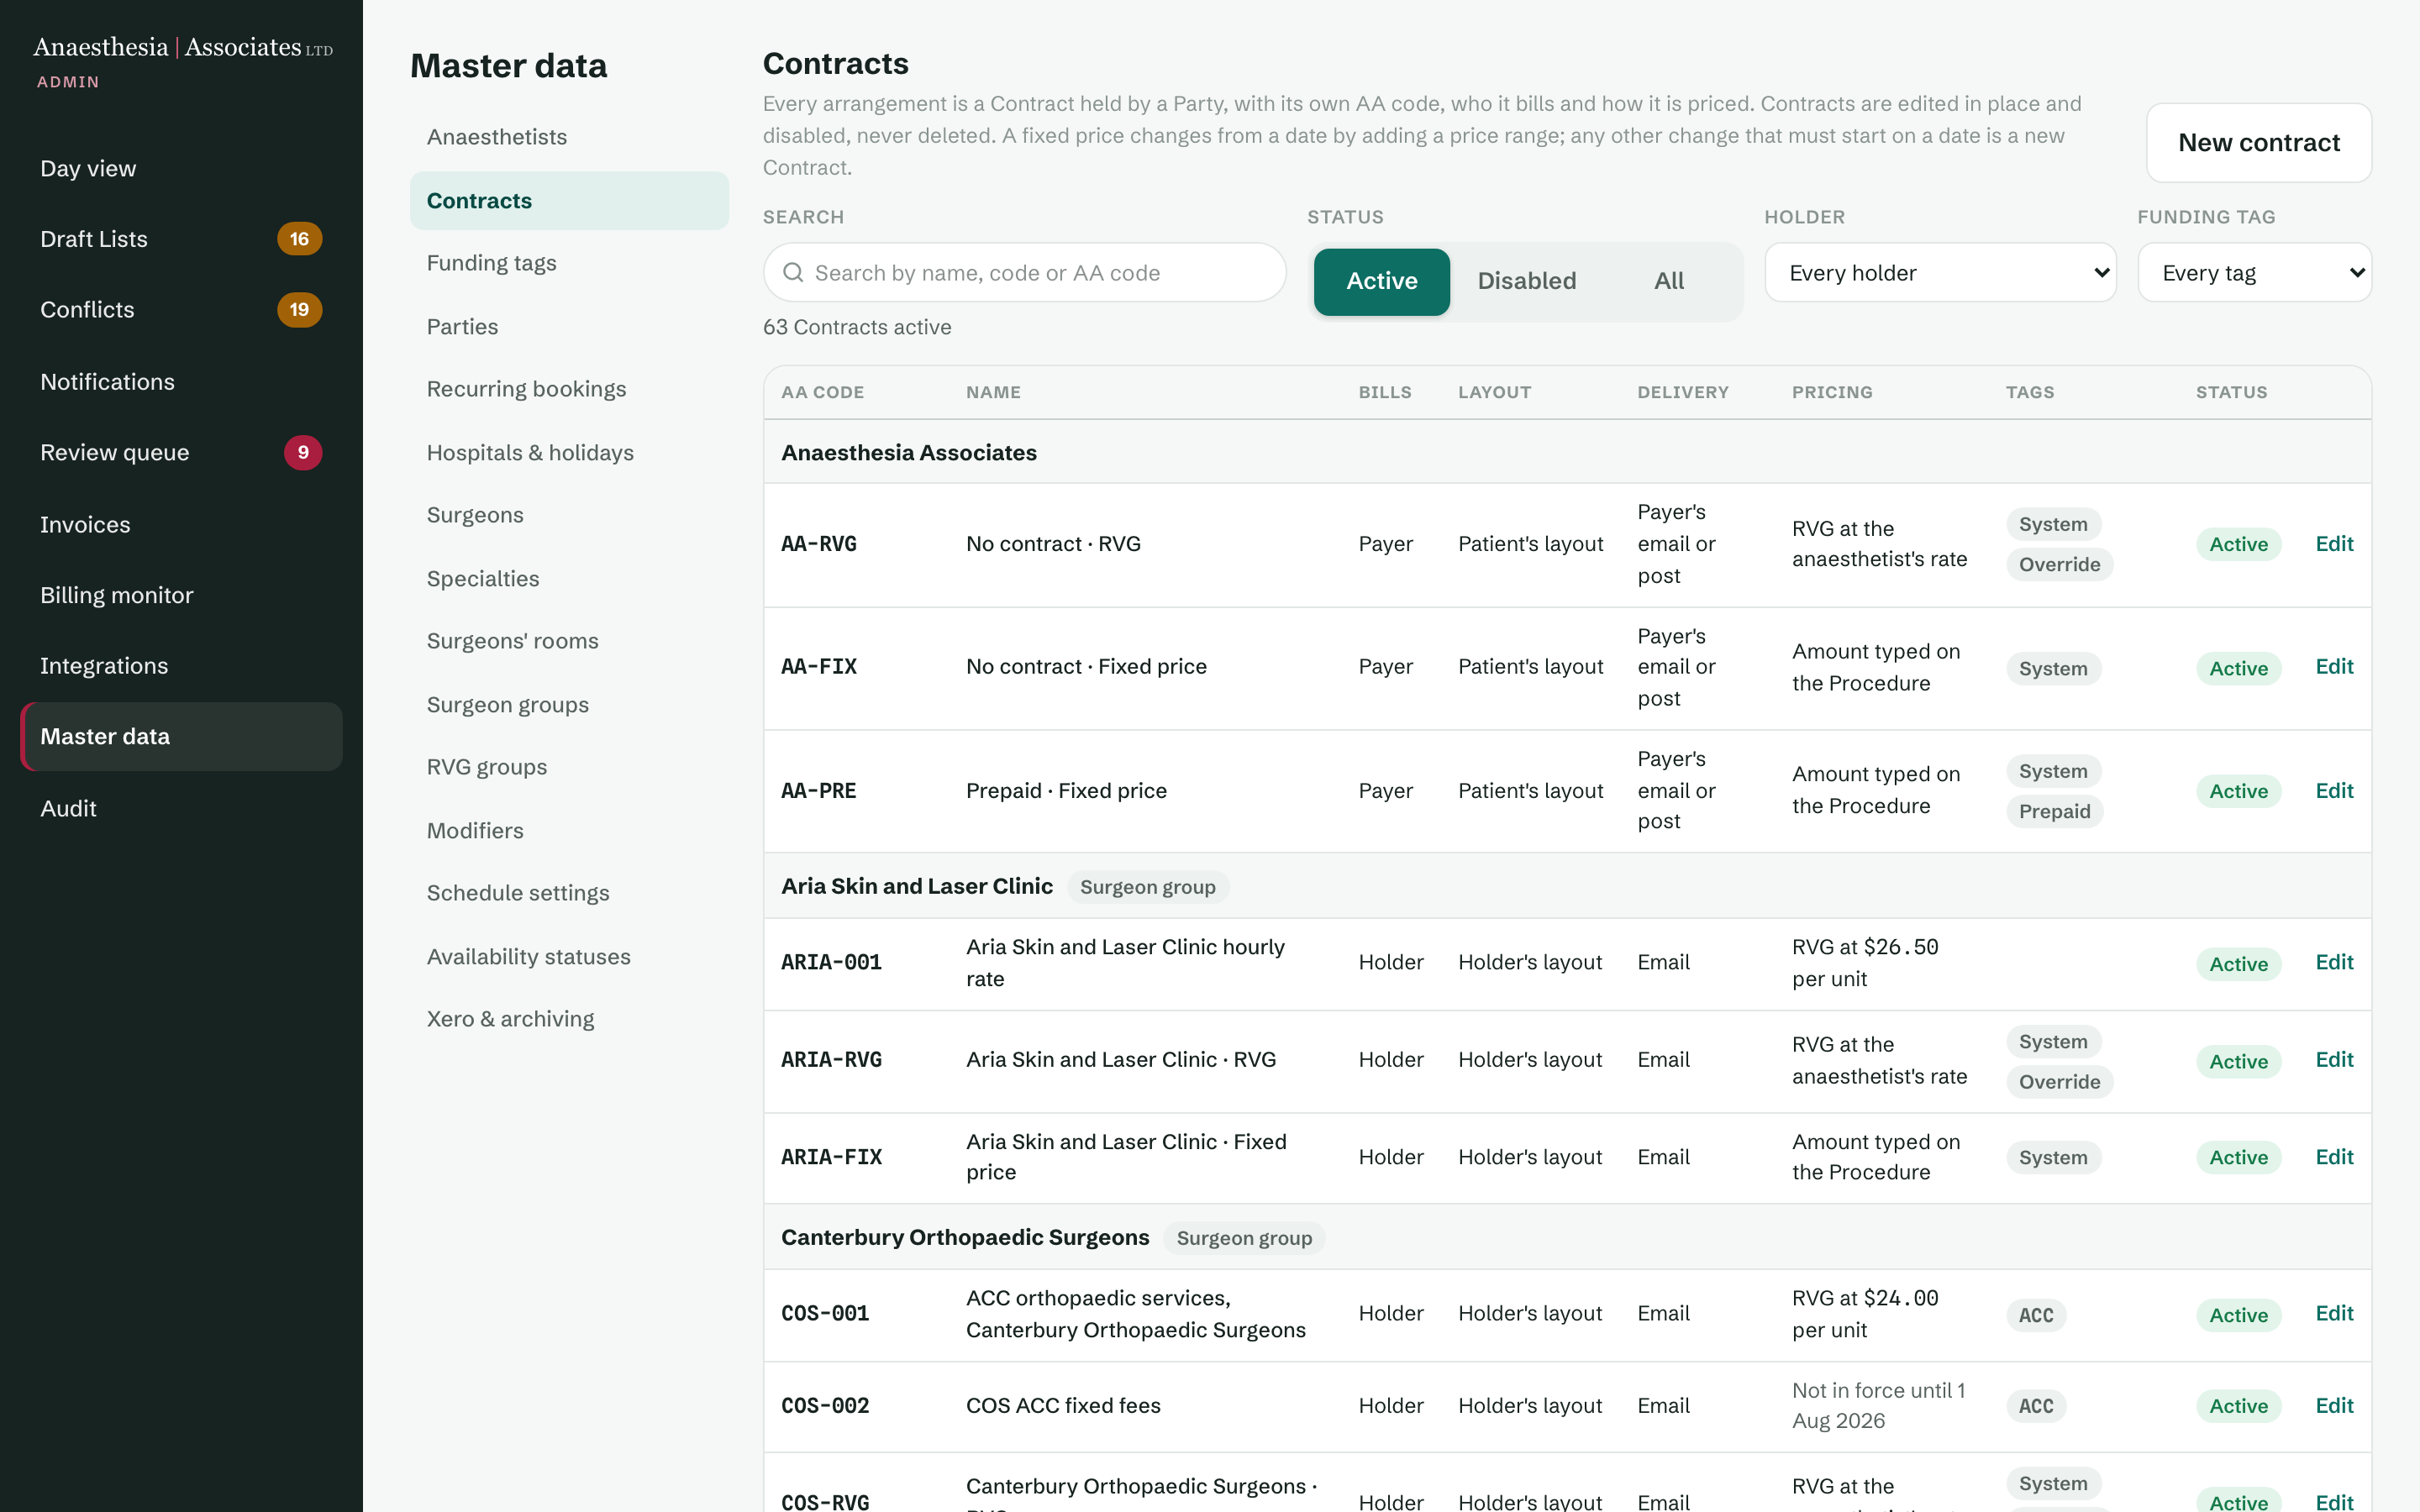 Anaesthesia | Associates LTD
ADMIN
Day view
Draft Lists 16
Conflicts 19
Notifications
Review queue 9
Invoices
Billing monitor
Integrations
Master data
Audit
Master data
Anaesthetists
Contracts
Funding tags
Parties
Recurring bookings
Hospitals & holidays
Surgeons
Specialties
Surgeons' rooms
Surgeon groups
RVG groups
Modifiers
Schedule settings
Availability statuses
Xero & archiving
Contracts
Every arrangement is a Contract held by a Party, with its own AA code, who it bills and how it is priced. Contracts are edited in place and
disabled, never deleted. A fixed price changes from a date by adding a price range; any other change that must start on a date is a new
Contract.
New contract
SEARCH STATUS HOLDER FUNDING TAG
Search by name, code or AA code Active Disabled All Every holder Every tag
63 Contracts active
AA CODE NAME BILLS LAYOUT DELIVERY PRICING TAGS STATUS
Anaesthesia Associates
AA-RVG No contract · RVG Payer Patient's layout Payer's email or post RVG at the anaesthetist's rate System Override Active Edit
AA-FIX No contract · Fixed price Payer Patient's layout Payer's email or post Amount typed on the Procedure System Active Edit
AA-PRE Prepaid · Fixed price Payer Patient's layout Payer's email or post Amount typed on the Procedure System Prepaid Active Edit
Aria Skin and Laser Clinic Surgeon group
ARIA-001 Aria Skin and Laser Clinic hourly rate Holder Holder's layout Email RVG at $26.50 per unit Active Edit
ARIA-RVG Aria Skin and Laser Clinic · RVG Holder Holder's layout Email RVG at the anaesthetist's rate System Override Active Edit
ARIA-FIX Aria Skin and Laser Clinic · Fixed price Holder Holder's layout Email Amount typed on the Procedure System Active Edit
Canterbury Orthopaedic Surgeons Surgeon group
COS-001 ACC orthopaedic services, Canterbury Orthopaedic Surgeons Holder Holder's layout Email RVG at $24.00 per unit ACC Active Edit
COS-002 COS ACC fixed fees Holder Holder's layout Email Not in force until 1 Aug 2026 ACC Active Edit
COS-RVG Canterbury Orthopaedic Surgeons · Holder Holder's layout Email RVG at the System Active Edit